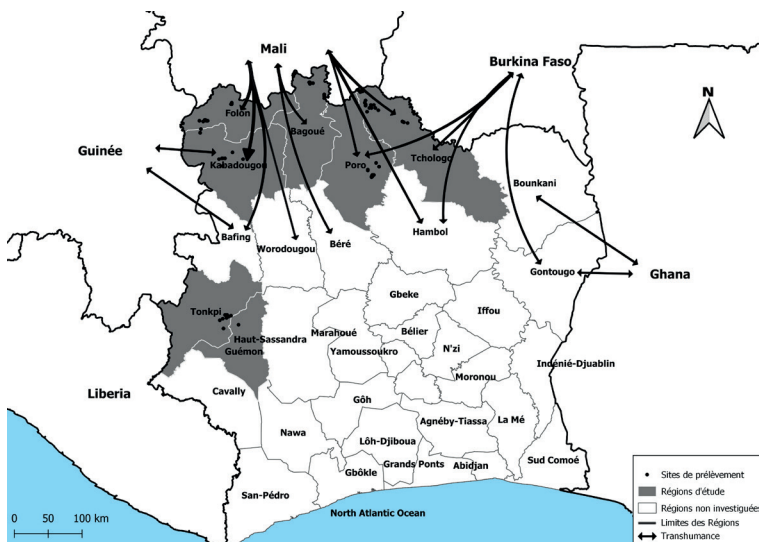 Mali
Burkina Faso
N
Folon
Bagoué
Guinée
Kabadougou
Poro
Tchologo
Bounkani
Bafing
Worodougou
Béré
Hambol
Gontougo
Ghana
Gbeke
Iffou
Tonkpi
Haut-Sassandra
Guémon
Marahoué
Bélier
Yamoussoukro
N'zi
Indénié-Djuablin
Moronou
Liberia
Cavally
Gôh
Agnéby-Tiassa
La Mé
Nawa
Lôh-Djiboua
Gbôkle
Grands Ponts
Abidjan
Sud Comoé
San-Pédro
North Atlantic Ocean
0 50 100 km
Sites de prélèvement
Régions d'étude
Régions non investiguées
Limites des Régions
Transhumance